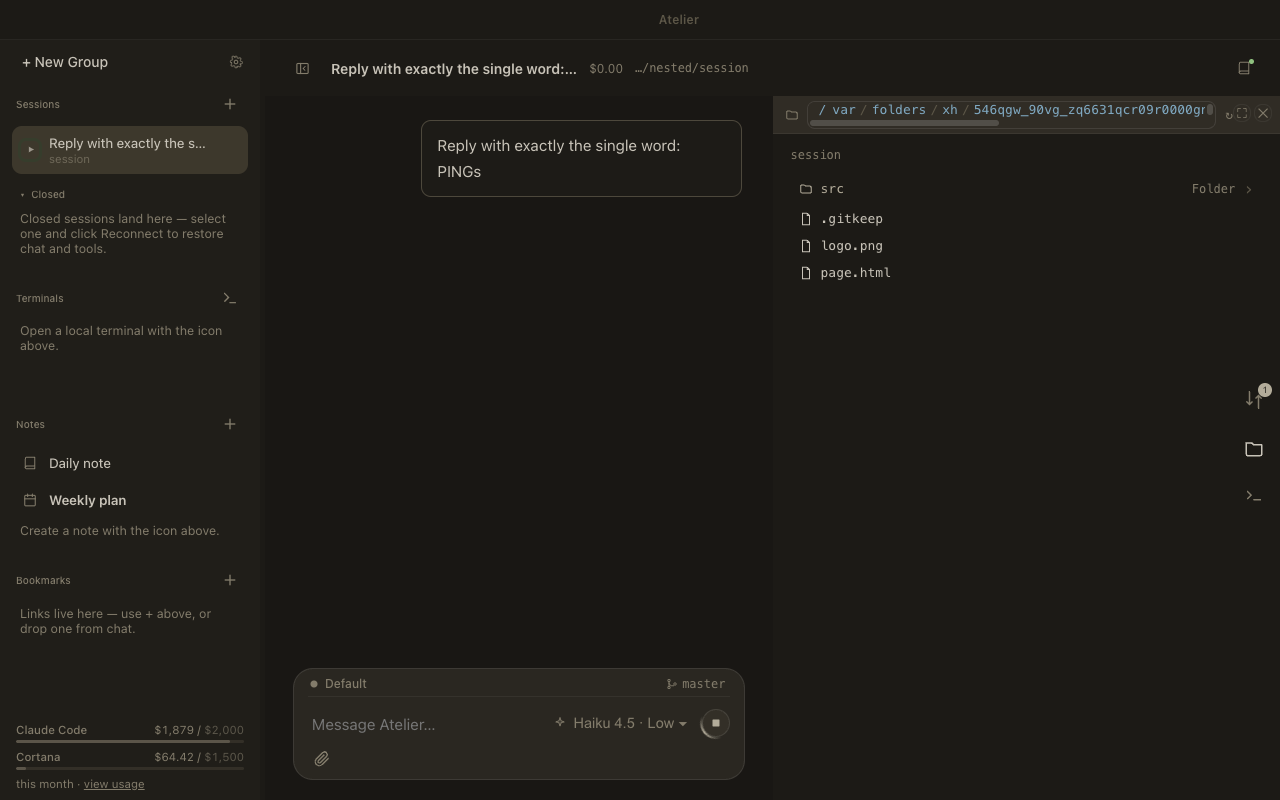 Atelier
+ New Group
Sessions
Reply with exactly the s...
session
Closed
Closed sessions land here — select
one and click Reconnect to restore
chat and tools.
Terminals
Open a local terminal with the icon
above.
Notes
Daily note
Weekly plan
Create a note with the icon above.
Bookmarks
Links live here — use + above, or
drop one from chat.
Claude Code $1,879 / $2,000
Cortana $64.42 / $1,500
this month · view usage
Reply with exactly the single word:... $0.00 …/nested/session
Reply with exactly the single word:
PINGs
Default master
Message Atelier... Haiku 4.5 · Low
/ var / folders / xh / 546qgw_90vg_zq6631qcr09r0000gr
session
src Folder
.gitkeep
logo.png
page.html
1